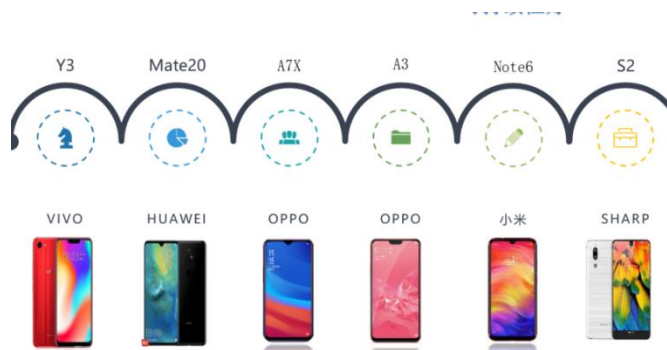 Y3 Mate20 A7X A3 Note6 S2
VIVO HUAWEI OPPO OPPO 小米 SHARP